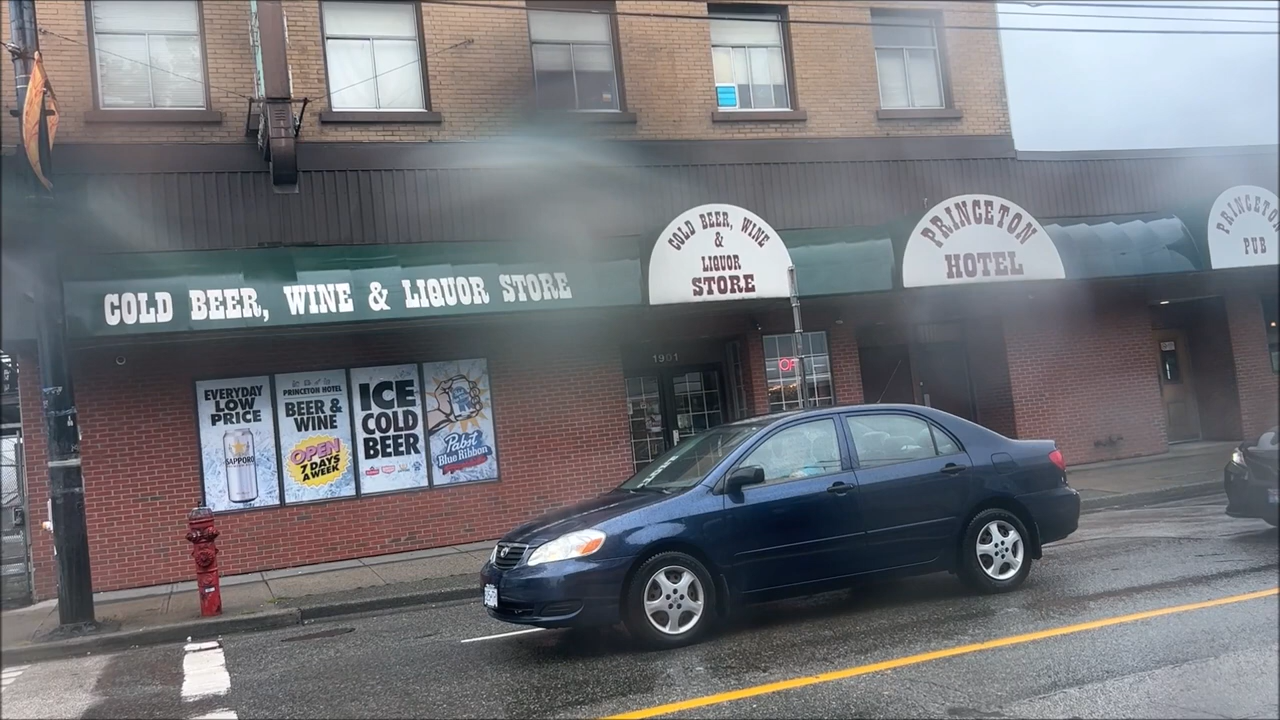 COLD BEER, WINE
&
LIQUOR
STORE
PRINCETON
HOTEL
PRINCETON
PUB
COLD BEER, WINE & LIQUOR STORE
1901
EVERYDAY
LOW
PRICE
SAPPORO
PRINCETON HOTEL
BEER &
WINE
OPEN
7 DAYS
A WEEK
ICE
COLD
BEER
Pabst
Blue Ribbon